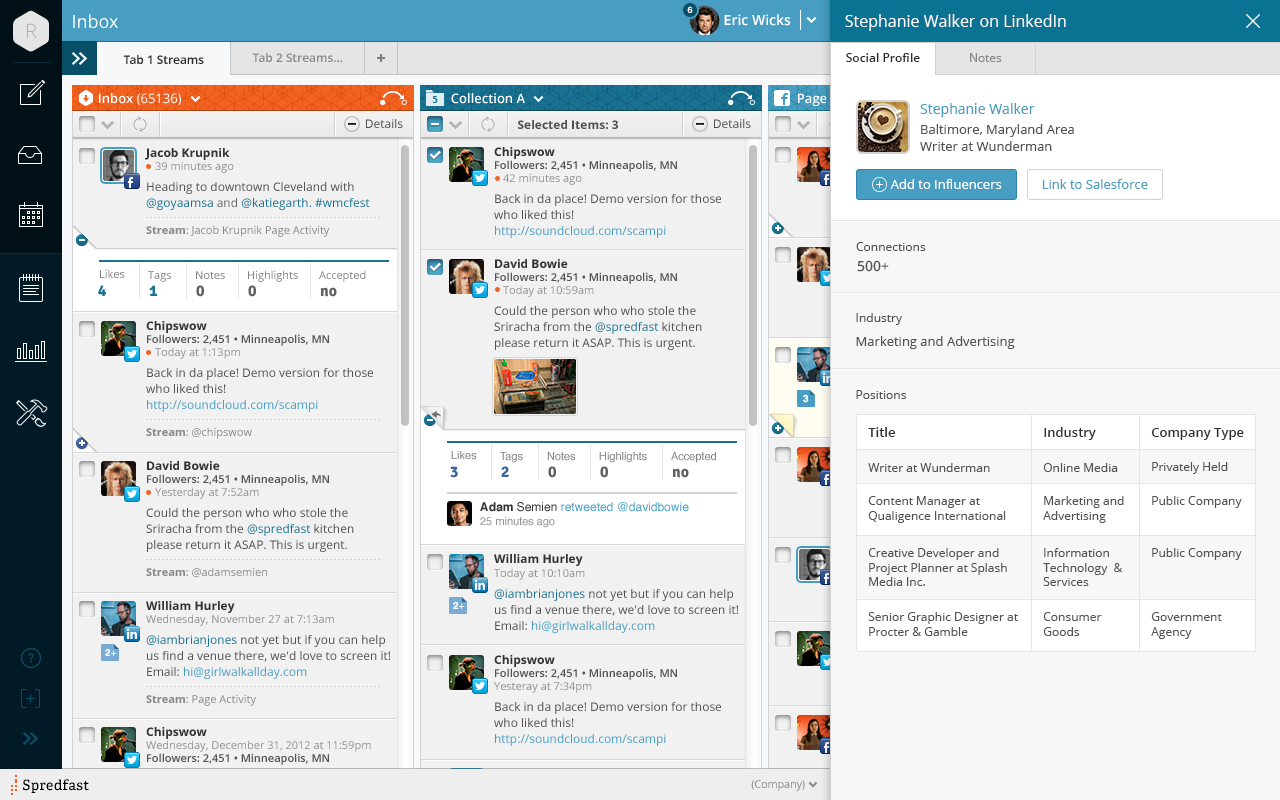 R
Inbox
6
Eric Wicks
Stephanie Walker on LinkedIn
Tab 1 Streams
Tab 2 Streams...
+
Social Profile
Notes
Inbox (65136)
Details
Jacob Krupnik
39 minutes ago
Heading to downtown Cleveland with
@goyaamsa and @katiegarth. #wmcfest
Stream: Jacob Krupnik Page Activity
Likes Tags Notes Highlights Accepted
4 1 0 0 no
Chipswow
Followers: 2,451 • Minneapolis, MN
Today at 1:13pm
Back in da place! Demo version for those
who liked this!
http://soundcloud.com/scampi
Stream: @chipswow
David Bowie
Followers: 2,451 • Minneapolis, MN
Yesterday at 7:52am
Could the person who who stole the
Sriracha from the @spredfast kitchen
please return it ASAP. This is urgent.
Stream: @adamsemien
William Hurley
Wednesday, November 27 at 7:13am
2+
@iambrianjones not yet but if you can help
us find a venue there, we'd love to screen it!
Email: hi@girlwalkallday.com
Stream: Page Activity
Chipswow
Wednesday, December 31, 2012 at 11:59pm
Followers: 2,451 • Minneapolis, MN
5 Collection A
Selected Items: 3
Details
Chipswow
Followers: 2,451 • Minneapolis, MN
42 minutes ago
Back in da place! Demo version for those
who liked this!
http://soundcloud.com/scampi
David Bowie
Followers: 2,451 • Minneapolis, MN
Today at 10:59am
Could the person who who stole the
Sriracha from the @spredfast kitchen
please return it ASAP. This is urgent.
Likes Tags Notes Highlights Accepted
3 2 0 0 no
Adam Semien retweeted @davidbowie
25 minutes ago
William Hurley
Today at 10:10am
2+
@iambrianjones not yet but if you can help
us find a venue there, we'd love to screen it!
Email: hi@girlwalkallday.com
Chipswow
Followers: 2,451 • Minneapolis, MN
Yesteray at 7:34pm
Back in da place! Demo version for those
who liked this!
http://soundcloud.com/scampi
Page
3
Stephanie Walker
Baltimore, Maryland Area
Writer at Wunderman
Add to Influencers
Link to Salesforce
Connections
500+
Industry
Marketing and Advertising
Positions
Title Industry Company Type
Writer at Wunderman Online Media Privately Held
Content Manager at Marketing and Public Company
Qualigence International Advertising
Creative Developer and Information Public Company
Project Planner at Splash Technology &
Media Inc. Services
Senior Graphic Designer at Consumer Government
Procter & Gamble Goods Agency
Spredfast
(Company)